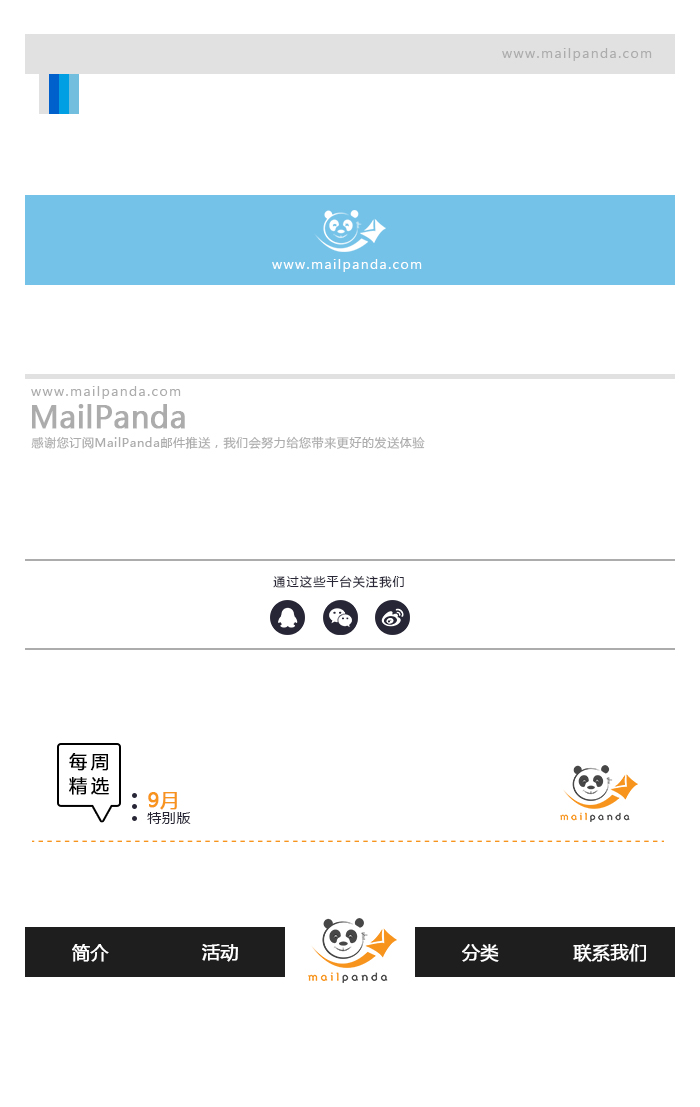 www.mailpanda.com
www.mailpanda.com
www.mailpanda.com
MailPanda
感谢您订阅MailPanda邮件推送，我们会努力给您带来更好的发送体验
通过这些平台关注我们
每周
精选
9月
特别版
mailpanda
简介
活动
mailpanda
分类
联系我们